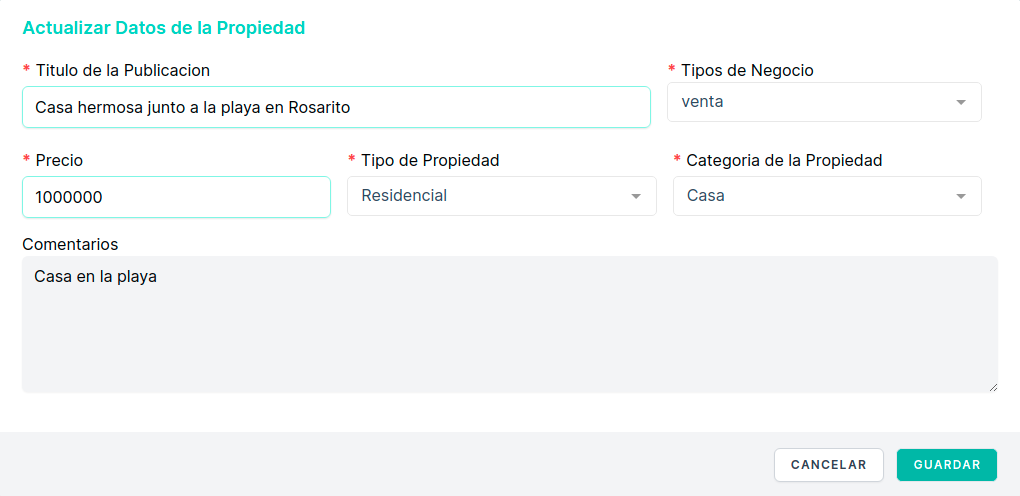 Actualizar Datos de la Propiedad
* Titulo de la Publicacion
* Tipos de Negocio
Casa hermosa junto a la playa en Rosarito
venta
* Precio
* Tipo de Propiedad
* Categoria de la Propiedad
1000000
Residencial
Casa
Comentarios
Casa en la playa
CANCELAR
GUARDAR